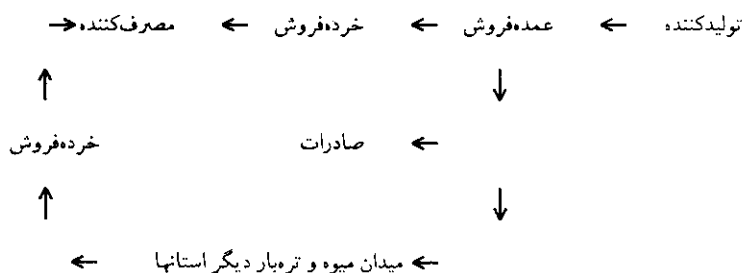 تولیدکننده ← عمده‌فروش ← خرده‌فروش ← مصرف‌کننده →
↑ ↓
← صادرات خرده‌فروش
↑ ↓
← میدان میوه و تره‌بار دیگر استانها ←